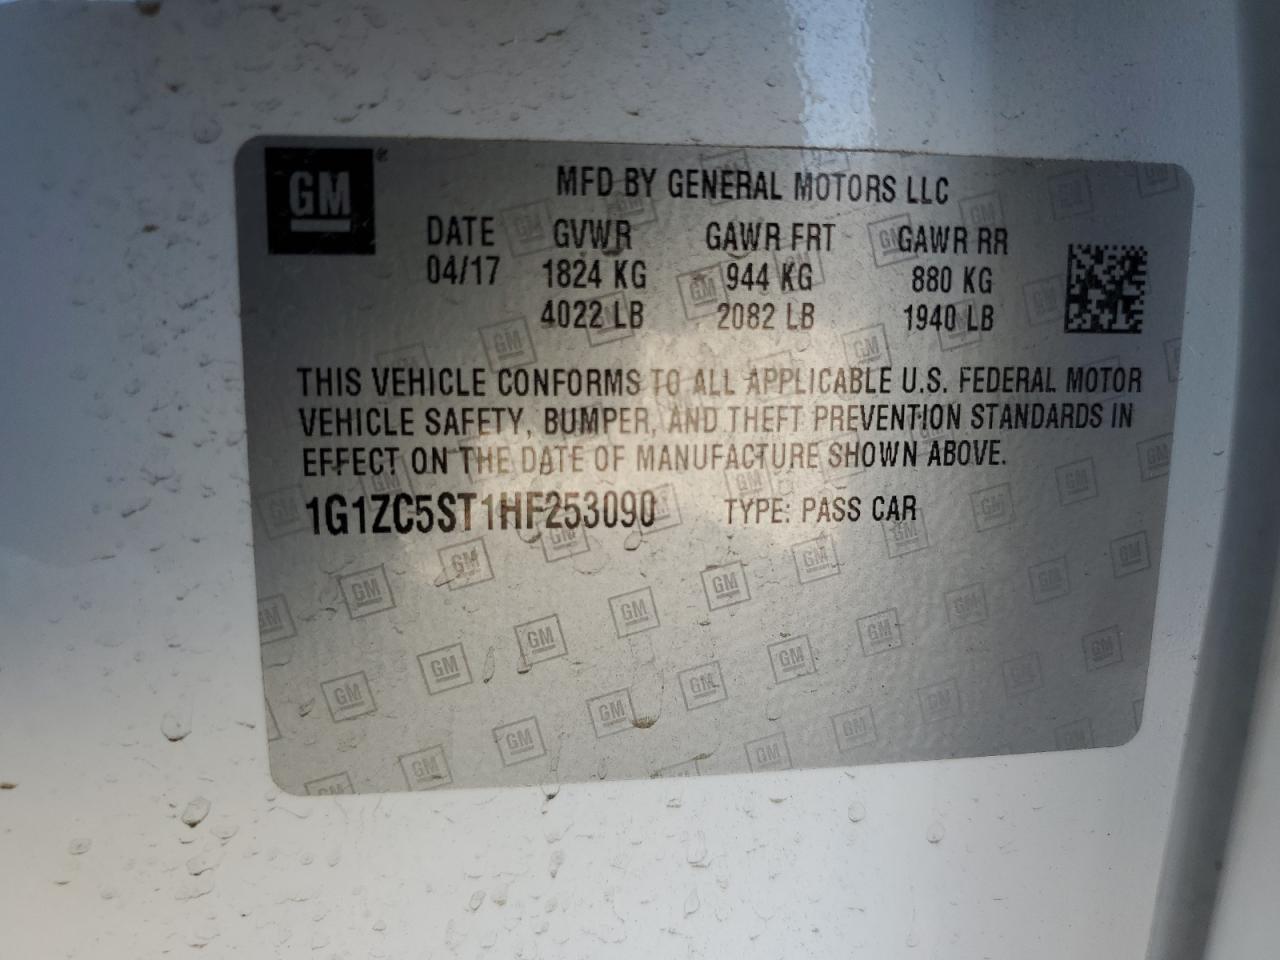 GM
MFD BY GENERAL MOTORS LLC
DATE GVWR GAWR FRT GAWR RR
04/17 1824 KG 944 KG 880 KG
4022 LB 2082 LB 1940 LB
THIS VEHICLE CONFORMS TO ALL APPLICABLE U.S. FEDERAL MOTOR
VEHICLE SAFETY, BUMPER, AND THEFT PREVENTION STANDARDS IN
EFFECT ON THE DATE OF MANUFACTURE SHOWN ABOVE.
1G1ZC5ST1HF253090 TYPE: PASS CAR